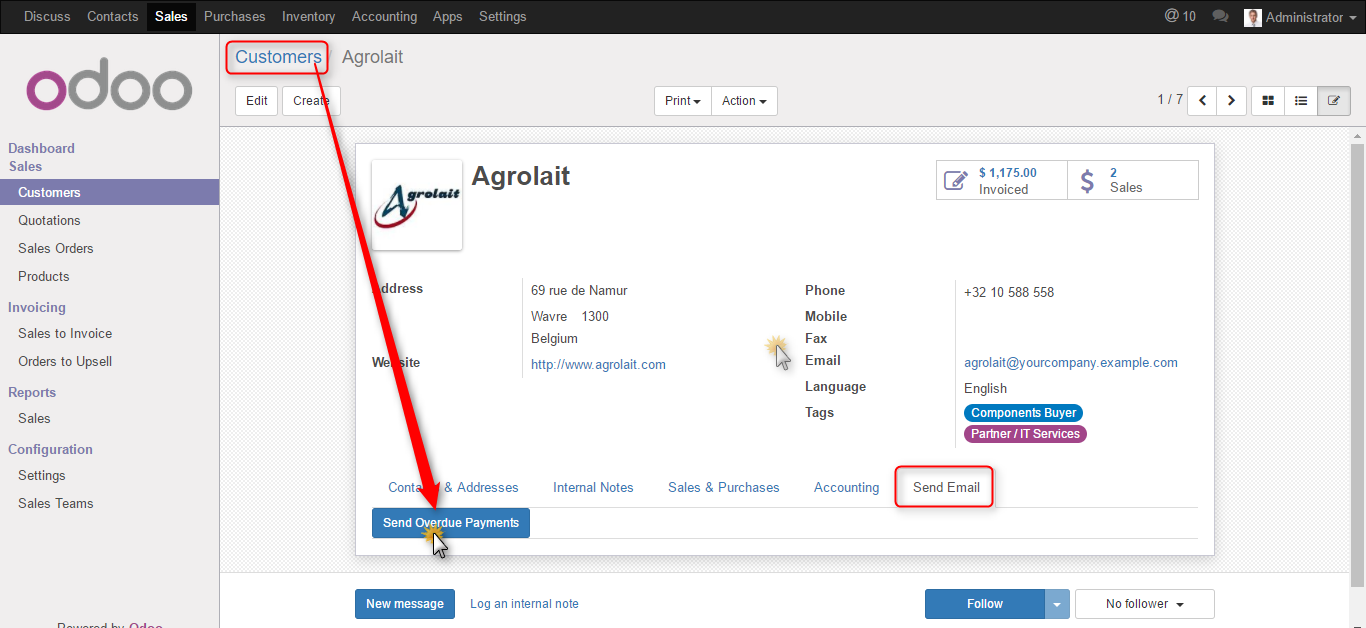 Discuss Contacts Sales Purchases Inventory Accounting Apps Settings @ 10 Administrator
odoo
Dashboard
Sales
Customers
Quotations
Sales Orders
Products
Invoicing
Sales to Invoice
Orders to Upsell
Reports
Sales
Configuration
Settings
Sales Teams
Powered by Odoo
Customers / Agrolait
Edit Create Print Action 1 / 7
Agrolait
Agrolait
$ 1,175.00
Invoiced
$ 2
Sales
Address 69 rue de Namur
Wavre 1300
Belgium
Website http://www.agrolait.com
Phone +32 10 588 558
Mobile
Fax
Email agrolait@yourcompany.example.com
Language English
Tags Components Buyer
Partner / IT Services
Contacts & Addresses Internal Notes Sales & Purchases Accounting Send Email
Send Overdue Payments
New message Log an internal note Follow No follower